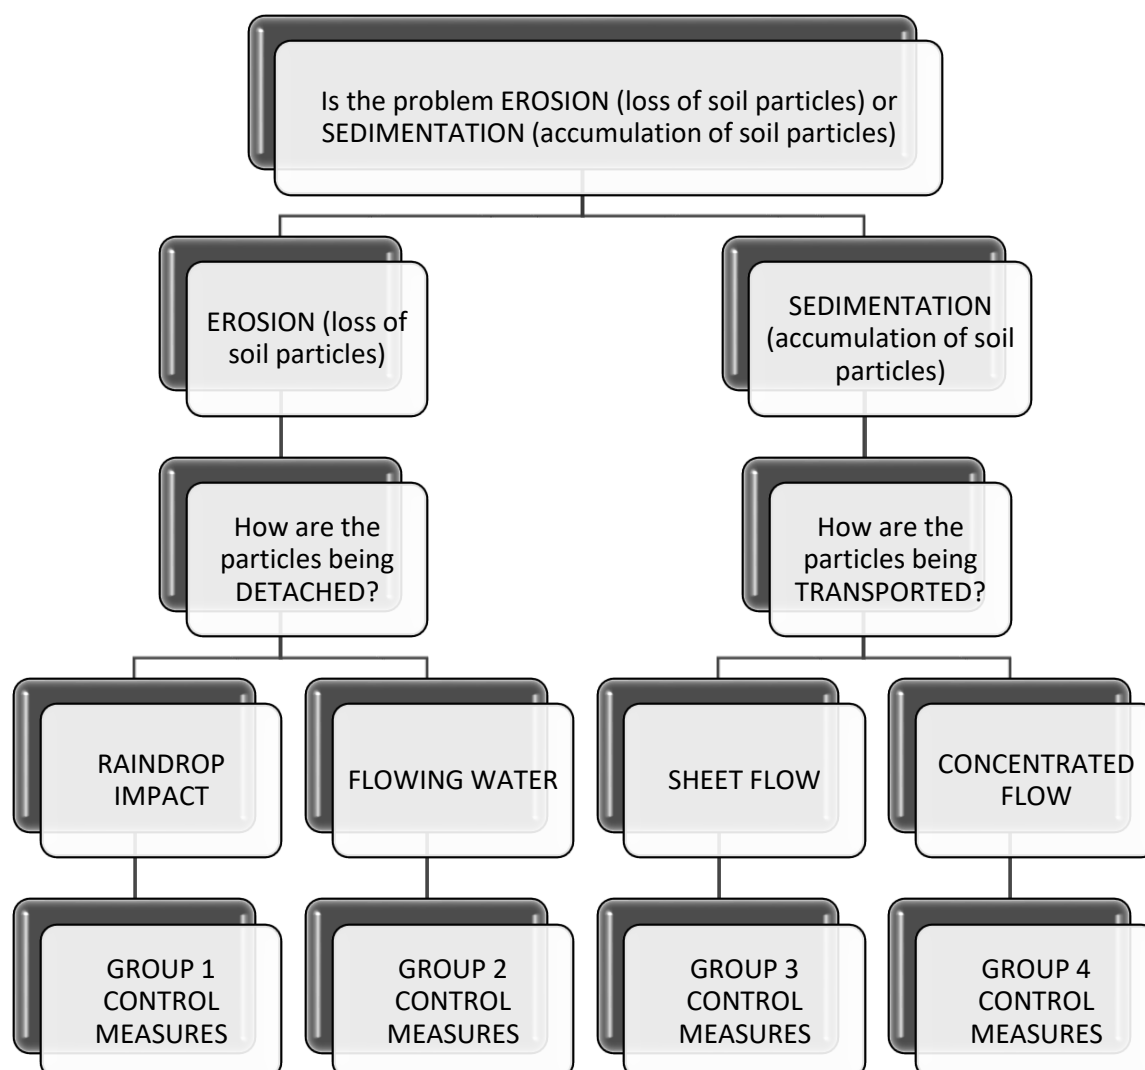 Is the problem EROSION (loss of soil particles) or
SEDIMENTATION (accumulation of soil particles)
EROSION (loss of
soil particles)
SEDIMENTATION
(accumulation of soil
particles)
How are the
particles being
DETACHED?
How are the
particles being
TRANSPORTED?
RAINDROP
IMPACT
FLOWING WATER
SHEET FLOW
CONCENTRATED
FLOW
GROUP 1
CONTROL
MEASURES
GROUP 2
CONTROL
MEASURES
GROUP 3
CONTROL
MEASURES
GROUP 4
CONTROL
MEASURES